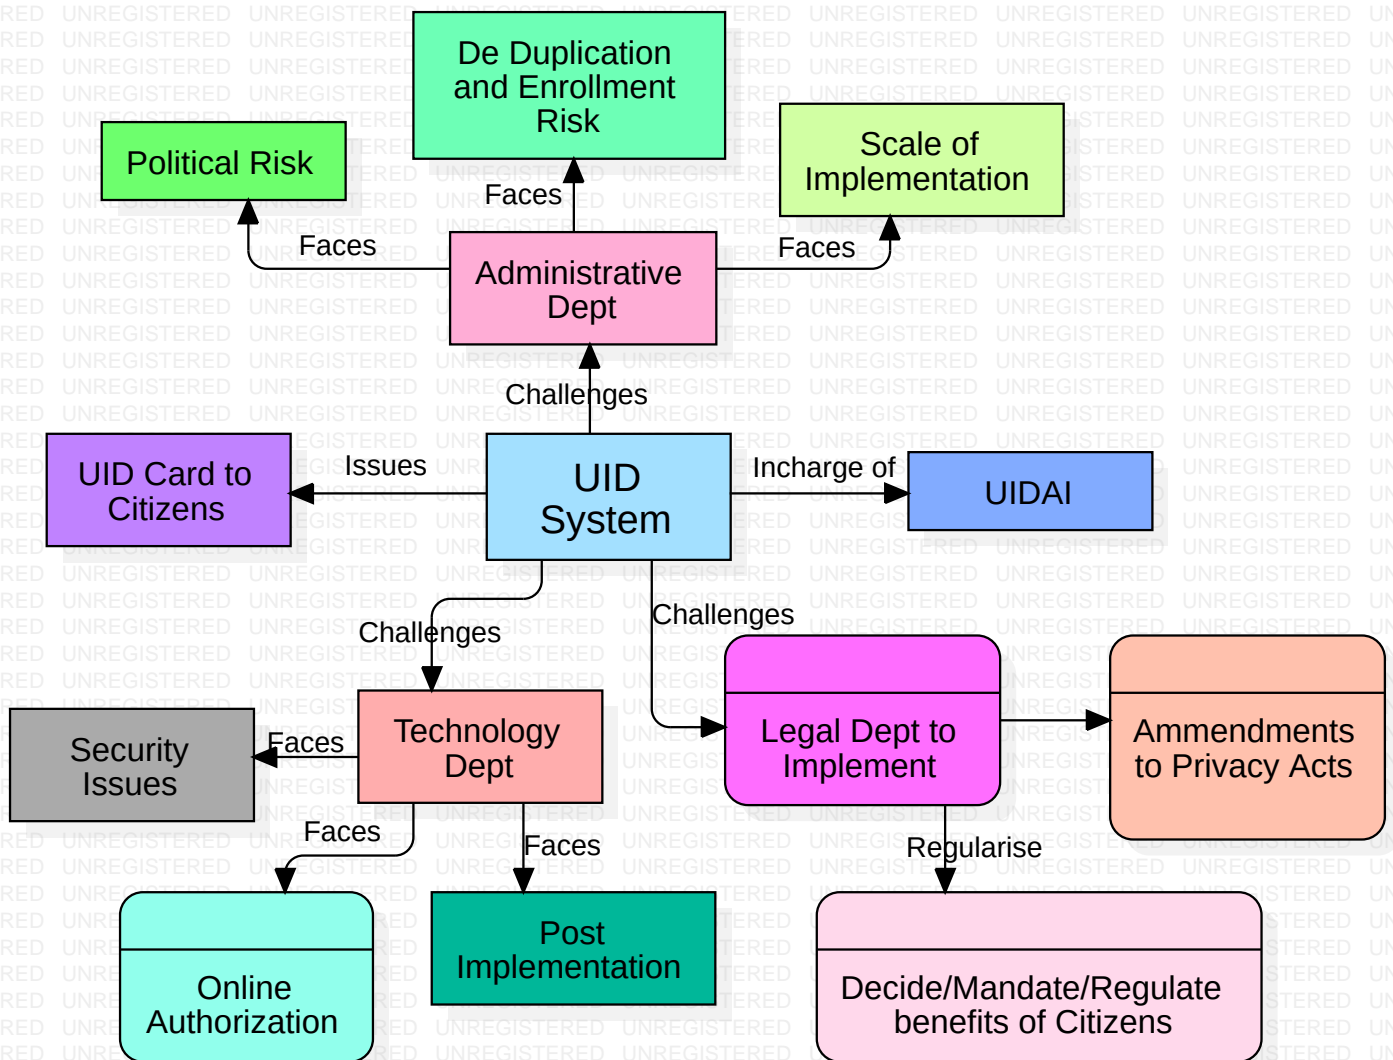 De Duplication
and Enrollment
Risk
Political Risk
Scale of
Implementation
Faces
Faces
Faces
Administrative
Dept
Challenges
UID Card to
Citizens
Issues
UID
System
Incharge of
UIDAI
Challenges
Challenges
Security
Issues
Faces
Technology
Dept
Legal Dept to
Implement
Ammendments
to Privacy Acts
Faces
Faces
Regularise
Online
Authorization
Post
Implementation
Decide/Mandate/Regulate
benefits of Citizens
UNREGISTERED